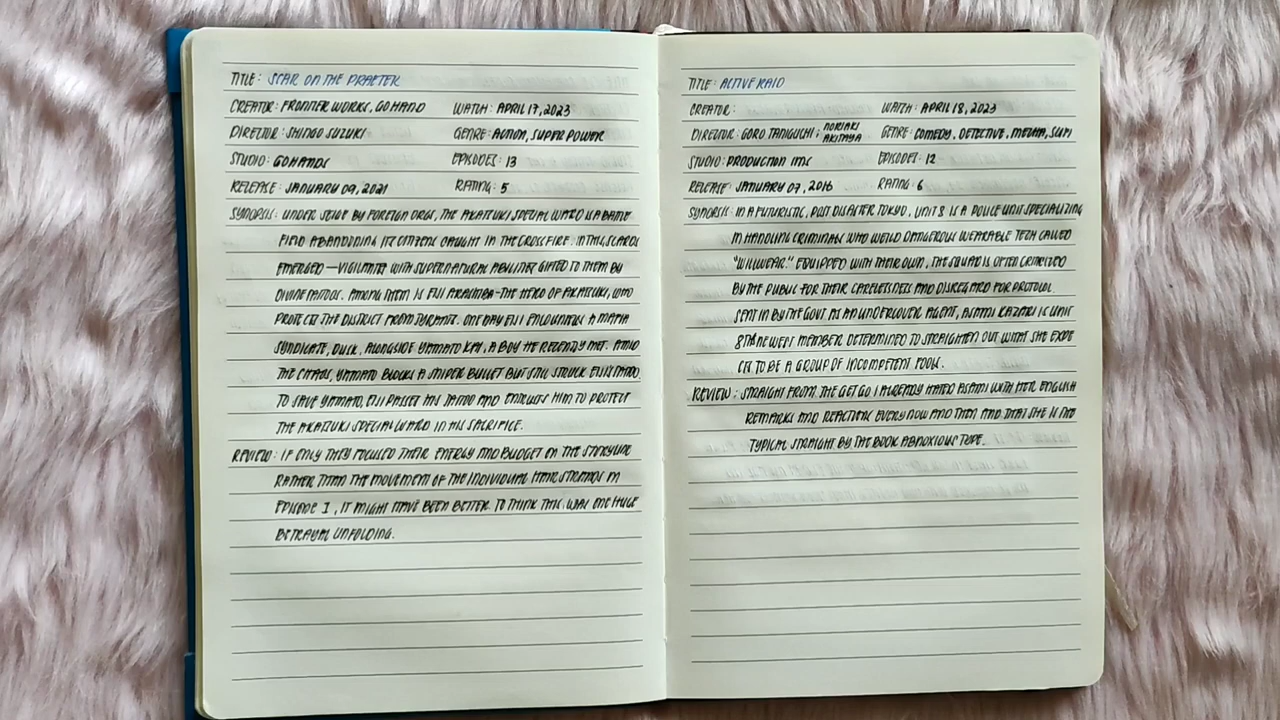 TITLE: SCAR ON THE PRAETER
CREATOR: FRONTIER WORKS, GOHAND WATCH: APRIL 17, 2023
DIRECTOR: SHINGO SUZUKI GENRE: ACTION, SUPER POWER
STUDIO: GOHANDS EPISODES: 13
RELEASE: JANUARY 09, 2021 RATING: 5
SYNOPSIS: UNDER SIEGE BY FOREIGN ORGS, THE AKATSUKI SPECIAL WARD IS A BATTLE
FIELD ABANDONING ITS CITIZENS CAUGHT IN THE CROSSFIRE. IN THIS, SCARD
EMERGED — VIGILANTES WITH SUPERNATURAL ABILITIES GIFTED TO THEM BY
DIVINE TATTOOS. AMONG THEM IS EIJI ARASHIBA - THE HERO OF AKATSUKI, WHO
PROTECTS THE DISTRICT FROM TYRANTS. ONE DAY EIJI ENCOUNTERS A MAFIA
SYNDICATE, DUSK, ALONGSIDE YAMATO KAI, A BOY HE RECENTLY MET. AMID
THE CHAOS, YAMATO BLOCKS A SNIPER BULLET BUT STILL STRUCK EIJI'S
TO SAVE YAMATO, EIJI PASSES HIS TATTOO AND ENTRUSTS HIM TO PROTECT
THE AKATSUKI SPECIAL WARD IN HIS SACRIFICE.
REVIEW: IF ONLY THEY FOCUSED THEIR ENERGY AND BUDGET ON THE STORYLINE
RATHER THAN THE MOVEMENT OF THE INDIVIDUAL HAIR STRANDS IN
EPISODE 1, IT MIGHT HAVE BEEN BETTER. TO THINK THIS WAS ONE HUGE
BETRAYAL UNFOLDING.
TITLE: ACTIVE RAID
CREATOR: WATCH: APRIL 18, 2023
DIRECTOR: GORO TANIGUCHI; NORIAKI AKITAYA GENRE: COMEDY, DETECTIVE, MECHA, SCIFI
STUDIO: PRODUCTION IMS EPISODES: 12
RELEASE: JANUARY 07, 2016 RATING: 6
SYNOPSIS: IN A FUTURISTIC, POST DISASTER TOKYO, UNIT 8 IS A POLICE UNIT SPECIALIZING
IN HANDLING CRIMINALS WHO WIELD DANGEROUS WEARABLE TECH CALLED
"WILLWEAR." EQUIPPED WITH THEIR OWN, THE SQUAD IS OFTEN CRITICIZED
BY THE PUBLIC FOR THEIR CARELESSNESS AND DISREGARD FOR PROTOCOL
SENT IN BY THE GOVT AS AN UNDERCOVER AGENT, ASAMI KAZARI IS UNIT
8'S NEWEST MEMBER DETERMINED TO STRAIGHTEN OUT WHAT SHE EXPE
CTS TO BE A GROUP OF INCOMPETENT FOOLS.
REVIEW: STRAIGHT FROM THE GET GO I ALREADY HATED ASAMI WITH HER ENGLISH
REMARKS AND REACTIONS EVERY NOW AND THEN AND THAT SHE IS THIS
TYPICAL STRAIGHT BY THE BOOK ABNOXIOUS TYPE.